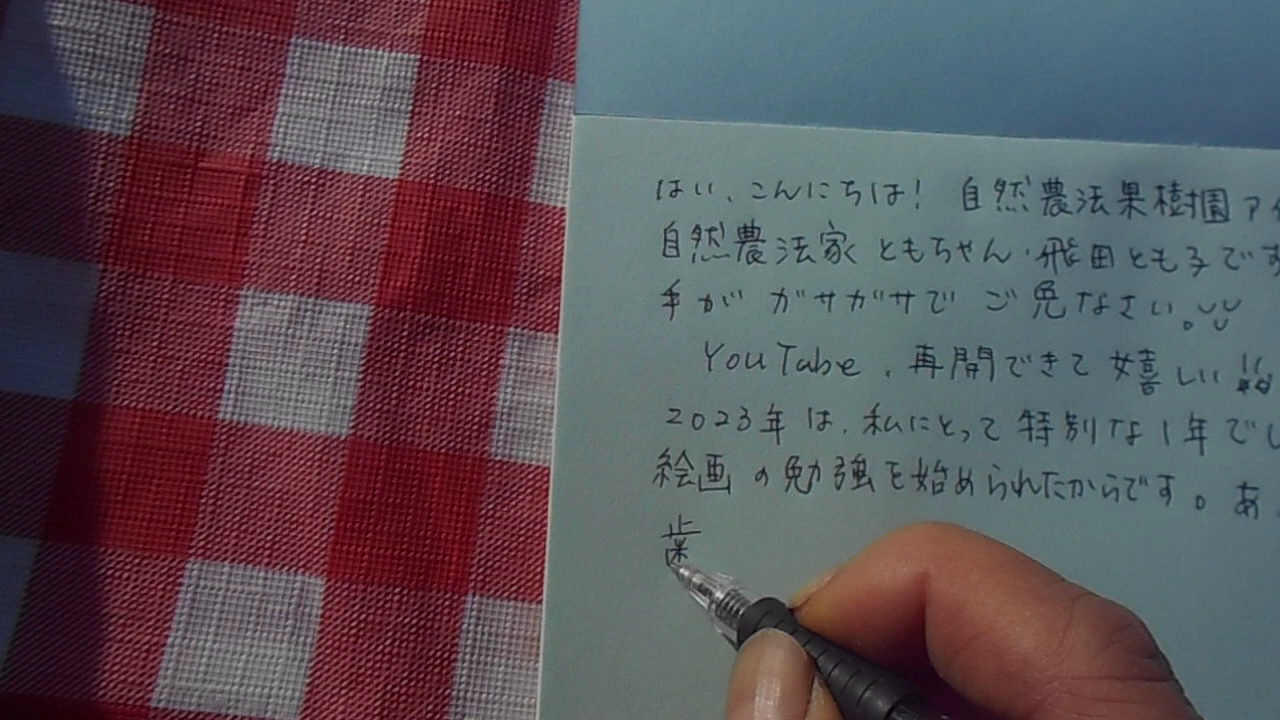 はい、こんにちは! 自然農法果樹園ア
自然農法家ともちゃん・飛田とも子です
手がガサガサでご免なさい。
YouTabe、再開できて嬉しい
2023年は、私にとって特別な1年でし
絵画の勉強を始められたからです。あ
歯